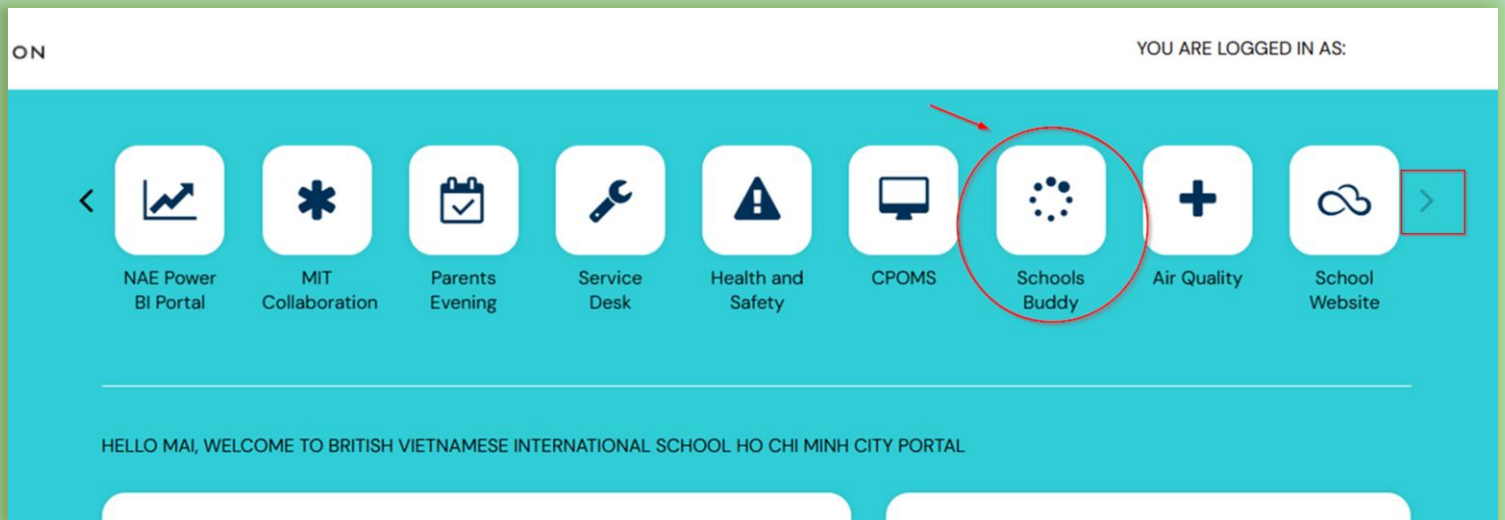 ON
YOU ARE LOGGED IN AS:
NAE Power
BI Portal
MIT
Collaboration
Parents
Evening
Service
Desk
Health and
Safety
CPOMS
Schools
Buddy
Air Quality
School
Website
HELLO MAI, WELCOME TO BRITISH VIETNAMESE INTERNATIONAL SCHOOL HO CHI MINH CITY PORTAL